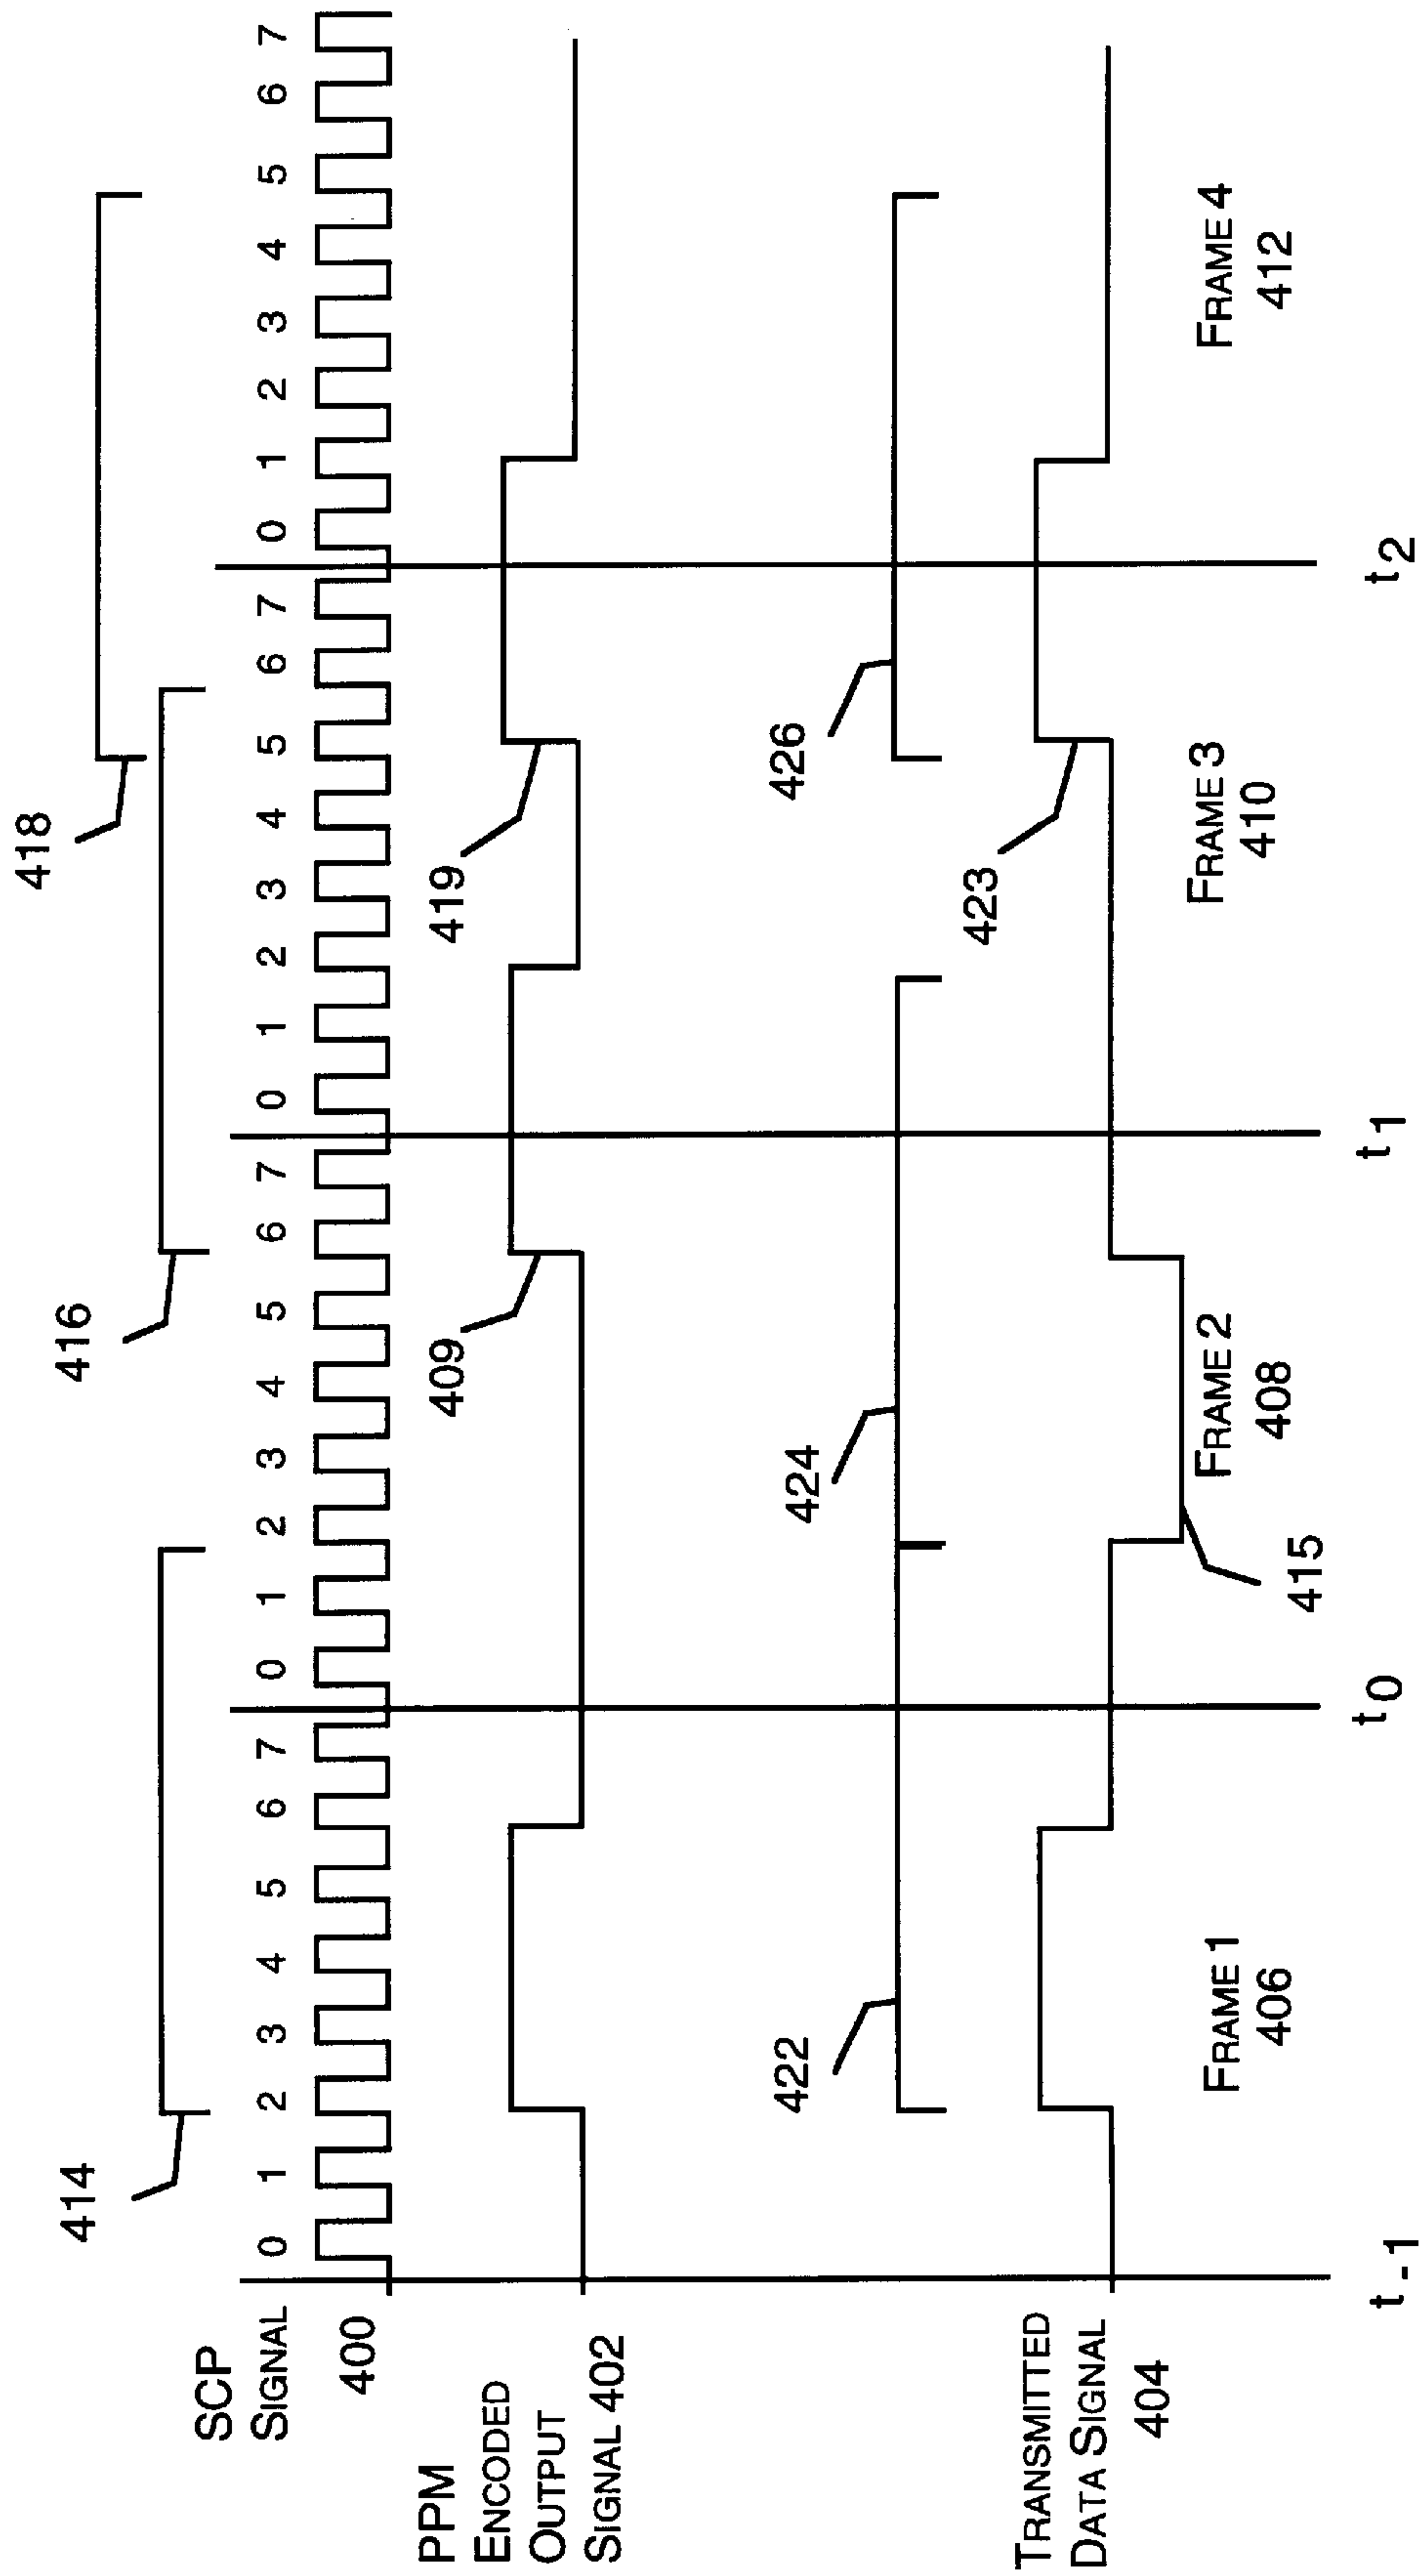 414
416
418
SCP
SIGNAL
400
0 1 2 3 4 5 6 7 0 1 2 3 4 5 6 7 0 1 2 3 4 5 6 7 0 1 2 3 4 5 6 7
PPM
ENCODED
OUTPUT
SIGNAL 402
409
419
422
424
426
TRANSMITTED
DATA SIGNAL
404
423
415
FRAME 1
406
FRAME 2
408
FRAME 3
410
FRAME 4
412
t-1
t0
t1
t2